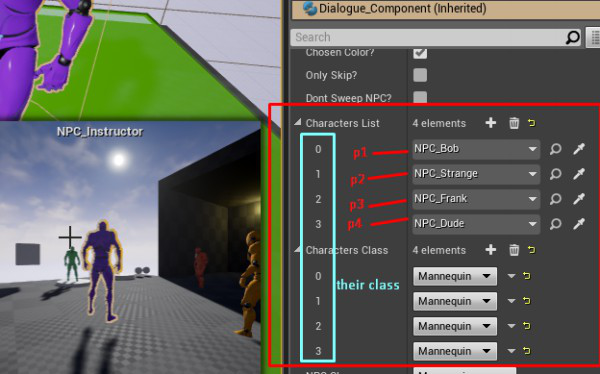 Dialogue_Component (Inherited)
Search
Chosen Color?
Only Skip?
Dont Sweep NPC?
NPC_Instructor
Characters List 4 elements
0 p1 NPC_Bob
1 p2 NPC_Strange
2 p3 NPC_Frank
3 p4 NPC_Dude
Characters Class 4 elements
0 their class Mannequin
1 Mannequin
2 Mannequin
3 Mannequin